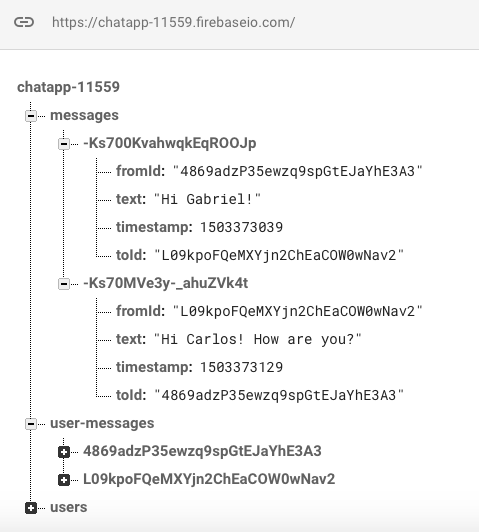 https://chatapp-11559.firebaseio.com/
chatapp-11559
messages
-Ks700KvahwqkEqROOJp
fromId: "4869adzP35ewzq9spGtEJaYhE3A3"
text: "Hi Gabriel!"
timestamp: 1503373039
toId: "L09kpoFQeMXYjn2ChEaCOW0wNav2"
-Ks70MVe3y-_ahuZVk4t
fromId: "L09kpoFQeMXYjn2ChEaCOW0wNav2"
text: "Hi Carlos! How are you?"
timestamp: 1503373129
toId: "4869adzP35ewzq9spGtEJaYhE3A3"
user-messages
4869adzP35ewzq9spGtEJaYhE3A3
L09kpoFQeMXYjn2ChEaCOW0wNav2
users